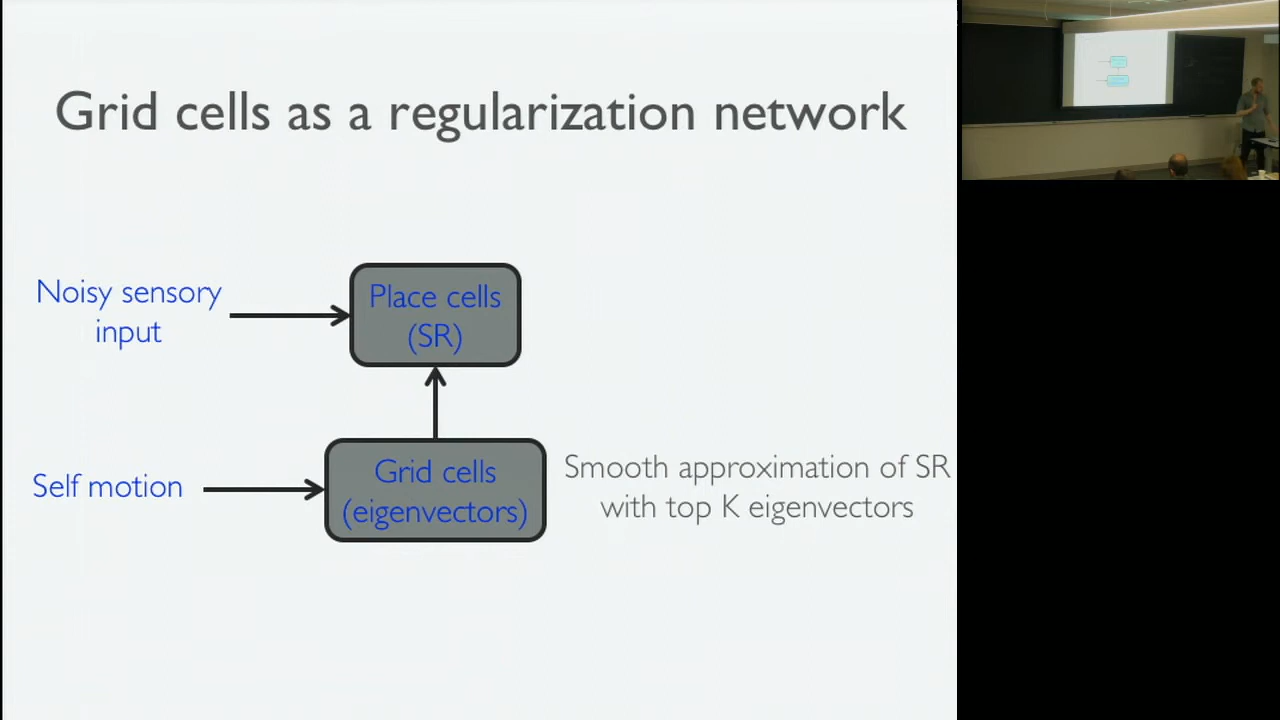 Grid cells as a regularization network
Noisy sensory
input
Place cells
(SR)
Self motion
Grid cells
(eigenvectors)
Smooth approximation of SR
with top K eigenvectors